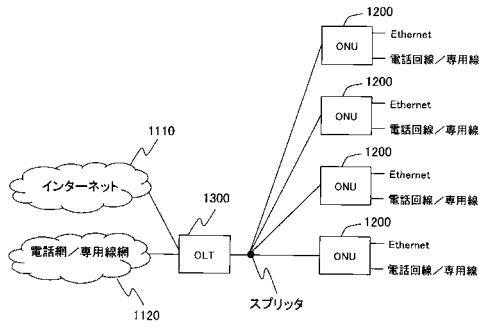 1200
ONU
Ethernet
電話回線／専用線
1200
ONU
Ethernet
電話回線／専用線
1110
インターネット
1300
OLT
1200
ONU
Ethernet
電話回線／専用線
電話網／専用線網
1120
スプリッタ
1200
ONU
Ethernet
電話回線／専用線